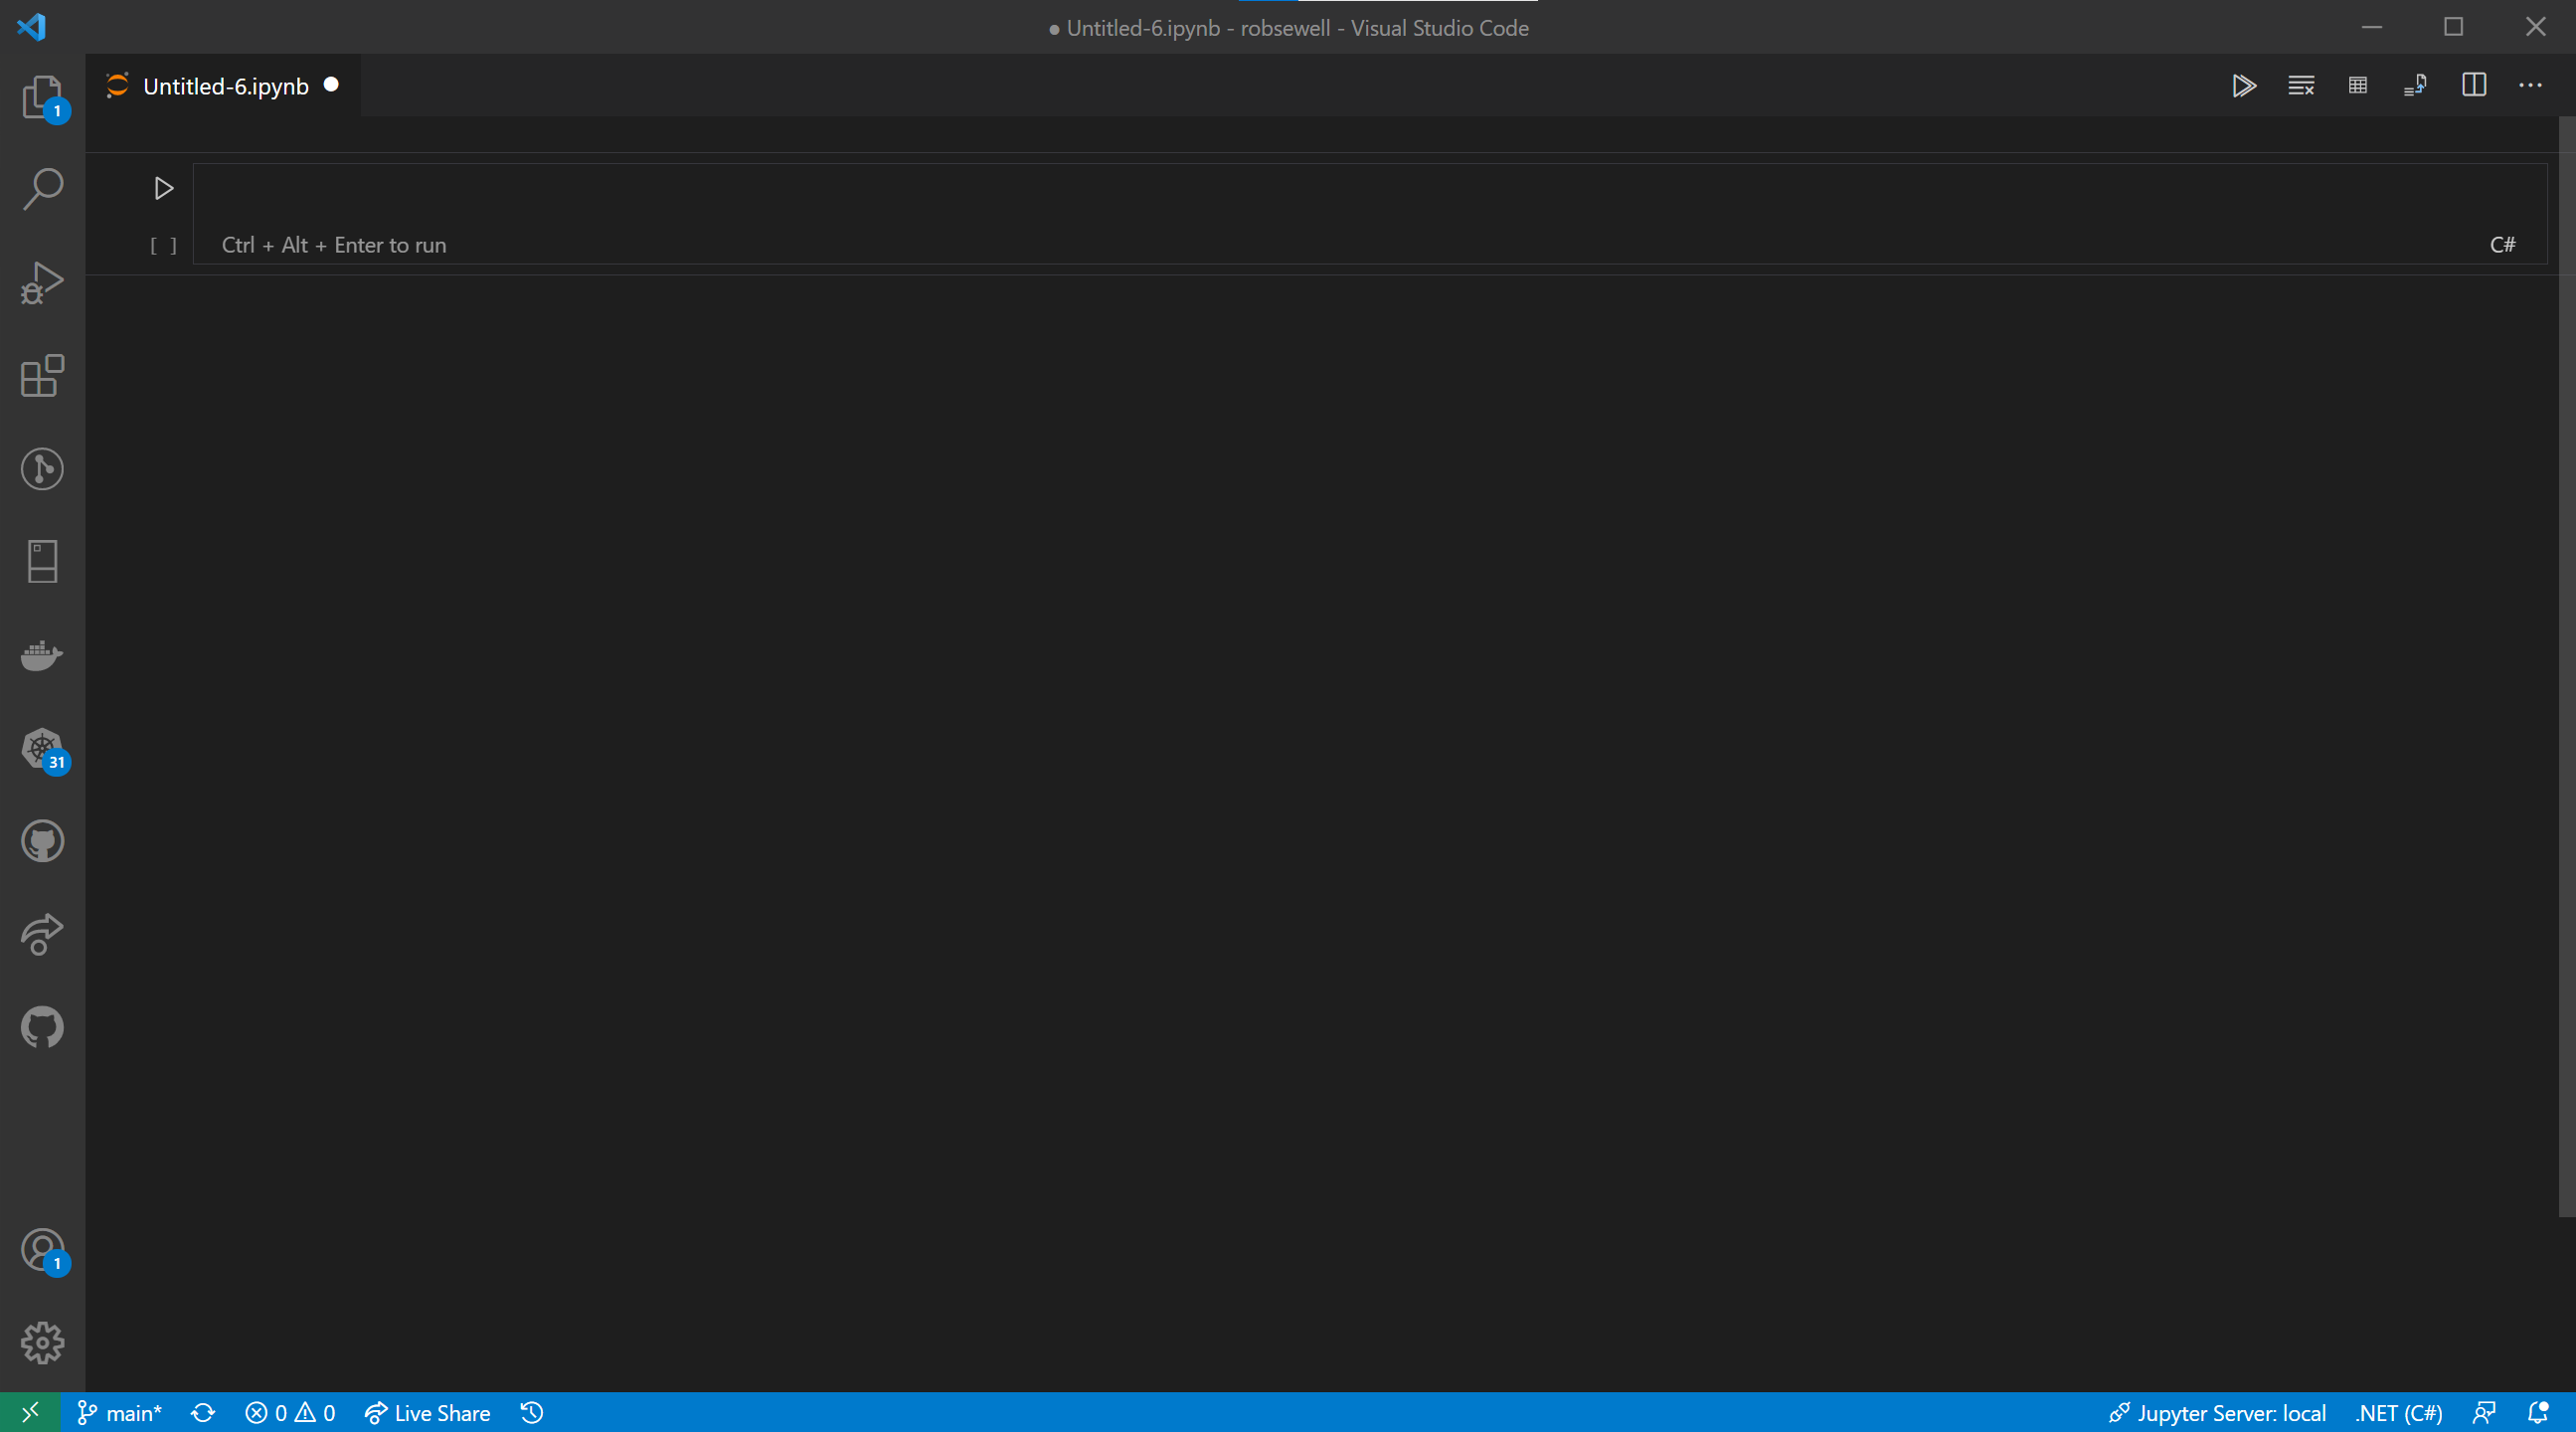 ● Untitled-6.ipynb - robsewell - Visual Studio Code
Untitled-6.ipynb ●
1
[ ] Ctrl + Alt + Enter to run C#
31
1
main* 0 0 Live Share Jupyter Server: local .NET (C#)